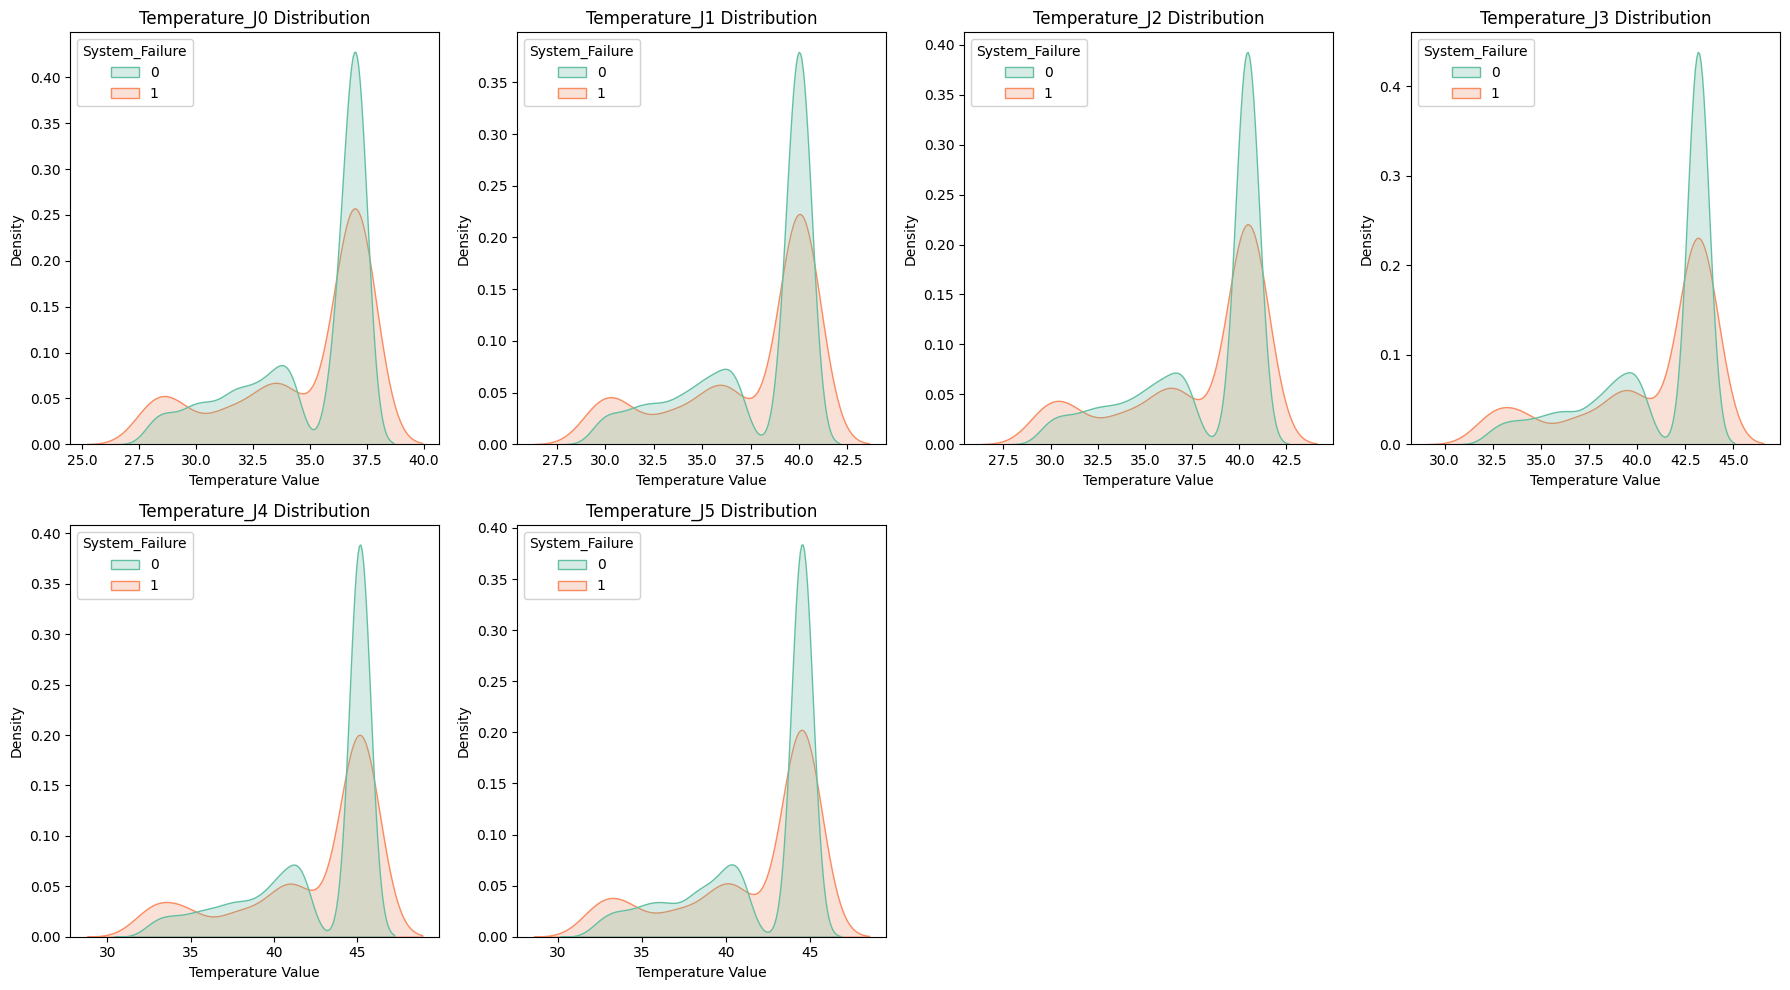 Temperature_J0 Distribution
System_Failure
0
1
0.40
0.35
0.30
0.25
0.20
0.15
0.10
0.05
0.00
Density
25.0 27.5 30.0 32.5 35.0 37.5 40.0
Temperature Value
Temperature_J1 Distribution
System_Failure
0
1
0.35
0.30
0.25
0.20
0.15
0.10
0.05
0.00
Density
27.5 30.0 32.5 35.0 37.5 40.0 42.5
Temperature Value
Temperature_J2 Distribution
System_Failure
0
1
0.40
0.35
0.30
0.25
0.20
0.15
0.10
0.05
0.00
Density
27.5 30.0 32.5 35.0 37.5 40.0 42.5
Temperature Value
Temperature_J3 Distribution
System_Failure
0
1
0.4
0.3
0.2
0.1
0.0
Density
30.0 32.5 35.0 37.5 40.0 42.5 45.0
Temperature Value
Temperature_J4 Distribution
System_Failure
0
1
0.40
0.35
0.30
0.25
0.20
0.15
0.10
0.05
0.00
Density
30 35 40 45
Temperature Value
Temperature_J5 Distribution
System_Failure
0
1
0.40
0.35
0.30
0.25
0.20
0.15
0.10
0.05
0.00
Density
30 35 40 45
Temperature Value